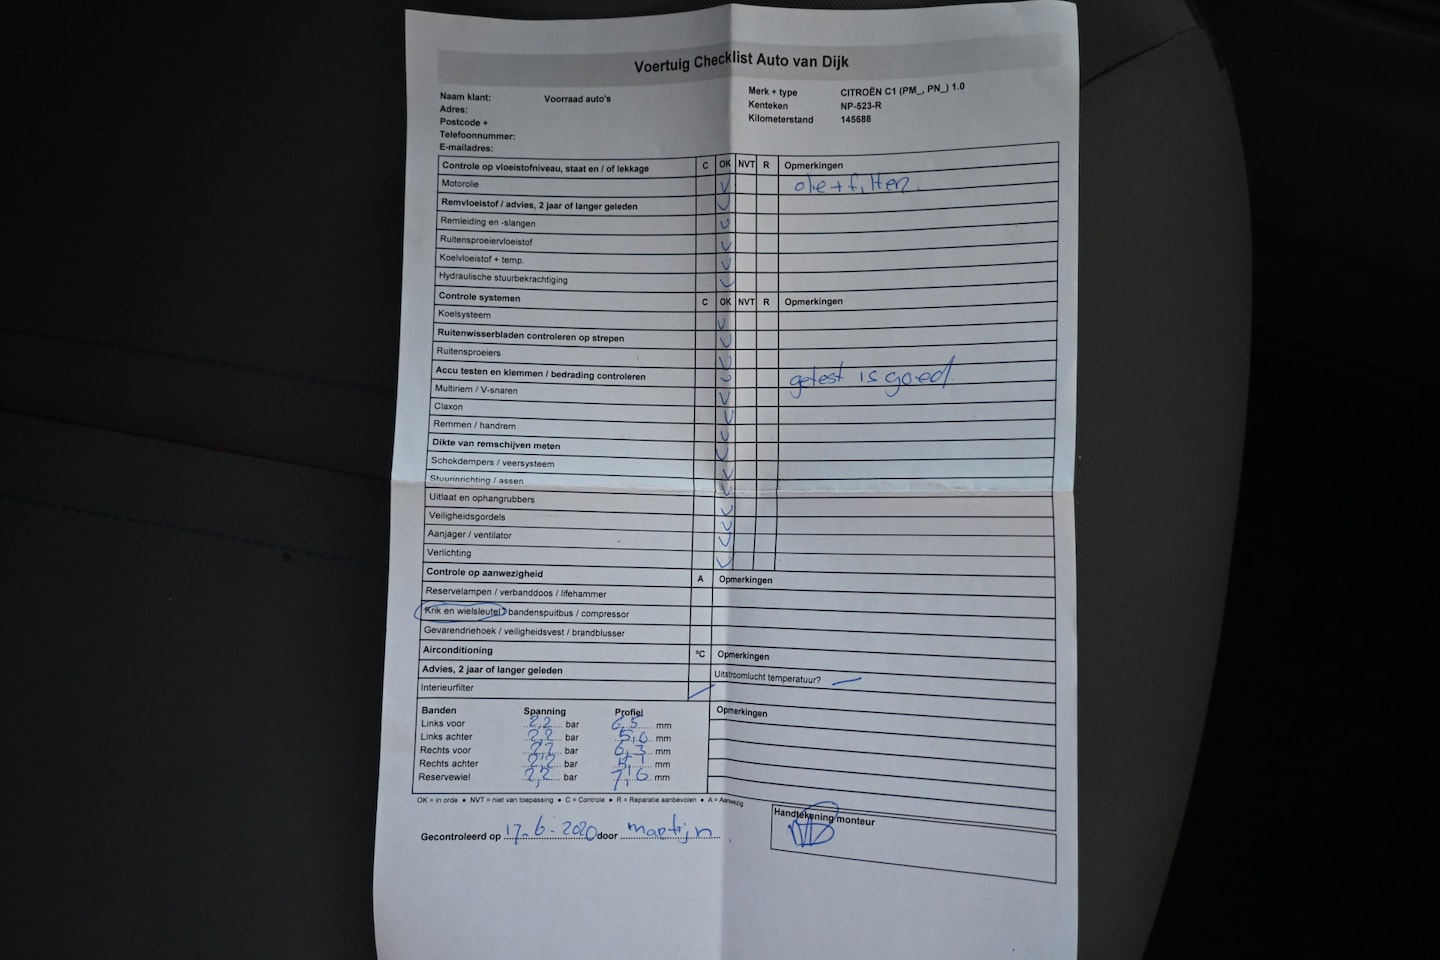 Voertuig Checklist Auto van Dijk
Naam klant: Voorraad auto's
Adres:
Postcode +
Telefoonnummer:
E-mailadres:
Merk + type CITROËN C1 (PM_, PN_) 1.0
Kenteken NP-523-R
Kilometerstand 145688
Controle op vloeistofniveau, staat en / of lekkage C OK NVT R Opmerkingen
Motorolie olie + filter.
Remvloeistof / advies, 2 jaar of langer geleden
Remleiding en -slangen
Ruitensproeiervloeistof
Koelvloeistof + temp.
Hydraulische stuurbekrachtiging
Controle systemen C OK NVT R Opmerkingen
Koelsysteem
Ruitenwisserbladen controleren op strepen
Ruitensproeiers
Accu testen en klemmen / bedrading controleren getest is goed.
Multiriem / V-snaren
Claxon
Remmen / handrem
Dikte van remschijven meten
Schokdempers / veersysteem
Stuurinrichting / assen
Uitlaat en ophangrubbers
Veiligheidsgordels
Aanjager / ventilator
Verlichting
Controle op aanwezigheid A Opmerkingen
Reservelampen / verbanddoos / lifehammer
Krik en wielsleutel / bandenspuitbus / compressor
Gevarendriehoek / veiligheidsvest / brandblusser
Airconditioning °C Opmerkingen
Advies, 2 jaar of langer geleden Uitstroomlucht temperatuur? —
Interieurfilter
Banden Spanning Profiel Opmerkingen
Links voor 2,2 bar 6,5 mm
Links achter 2,2 bar 5,6 mm
Rechts voor 2,2 bar 6,3 mm
Rechts achter 2,2 bar mm
Reservewiel 2,2 bar 7,6 mm
OK = in orde • NVT = niet van toepassing • C = Controle • R = Reparatie aanbevolen • A = Aanwezig
Gecontroleerd op 17-6-2020 door martijn
Handtekening monteur